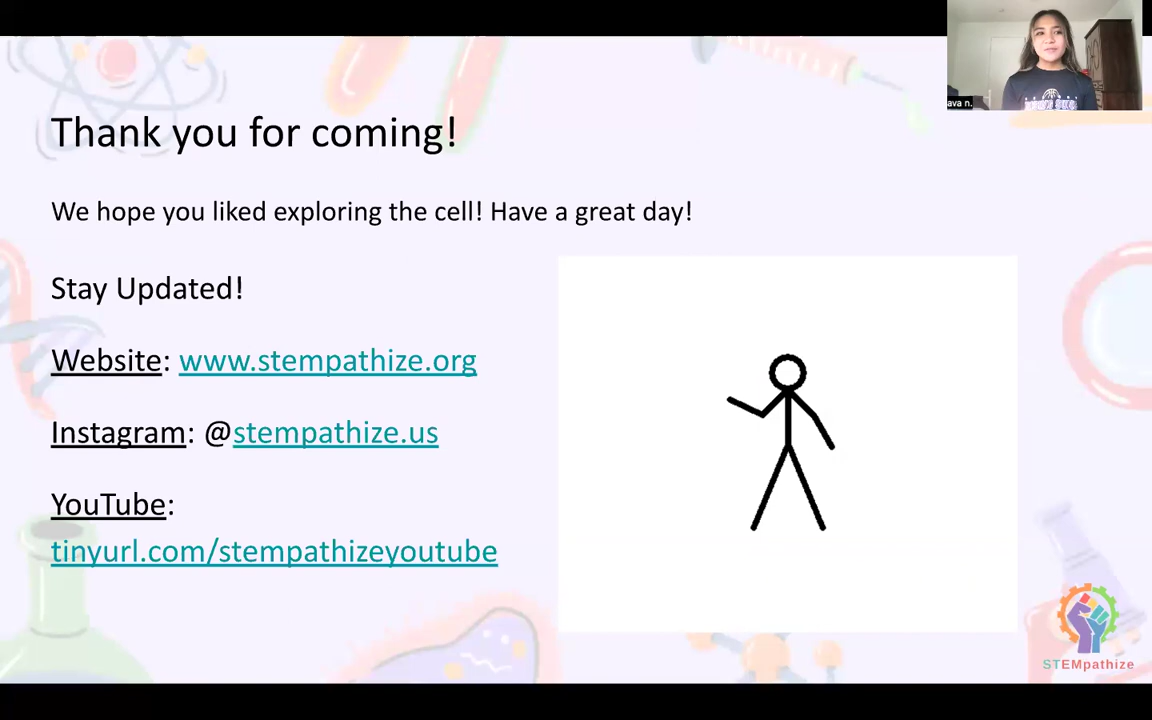 ava n.
Thank you for coming!
We hope you liked exploring the cell! Have a great day!
Stay Updated!
Website: www.stempathize.org
Instagram: @stempathize.us
YouTube:
tinyurl.com/stempathizeyoutube
STEMpathize